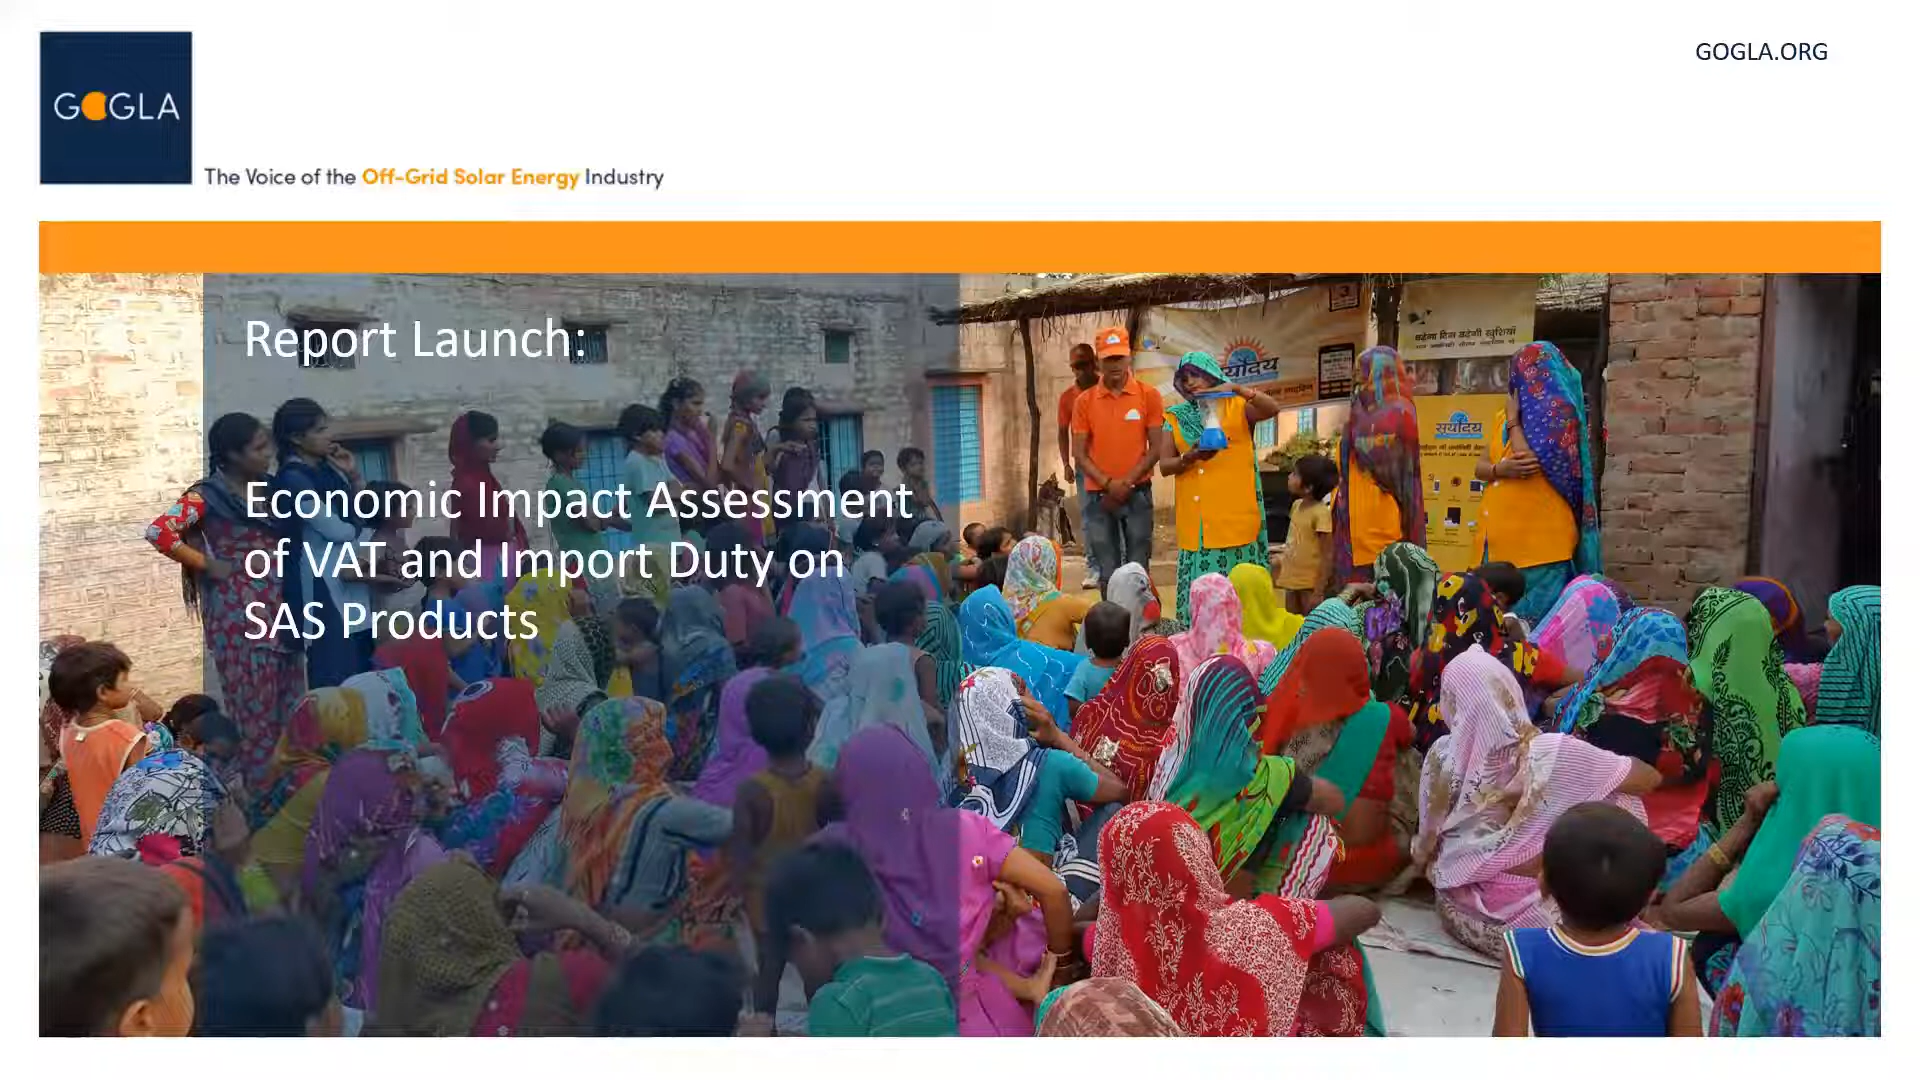 GOGLA
GOGLA.ORG
The Voice of the Off-Grid Solar Energy Industry
Report Launch:
Economic Impact Assessment
of VAT and Import Duty on
SAS Products
3
सूर्योदय